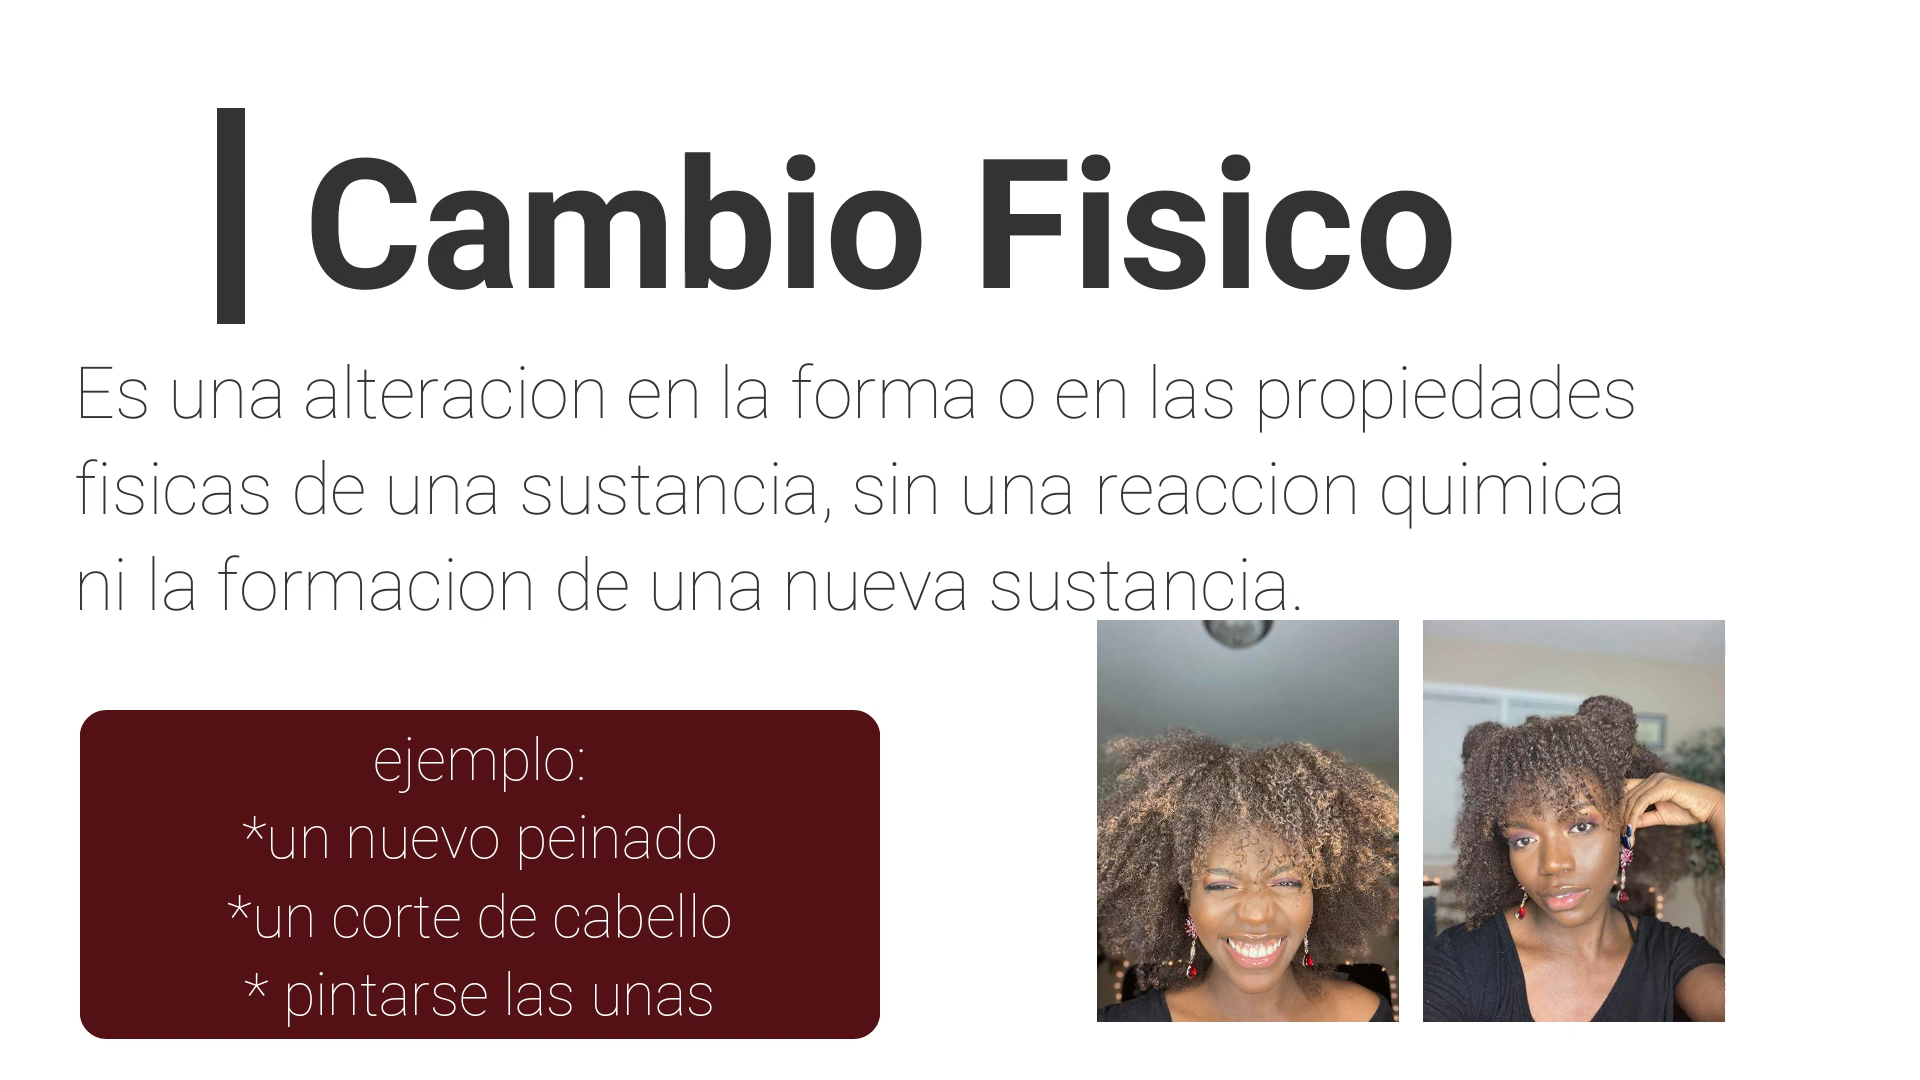 Cambio Fisico
Es una alteracion en la forma o en las propiedades
fisicas de una sustancia, sin una reaccion quimica
ni la formacion de una nueva sustancia.
ejemplo:
*un nuevo peinado
*un corte de cabello
* pintarse las unas